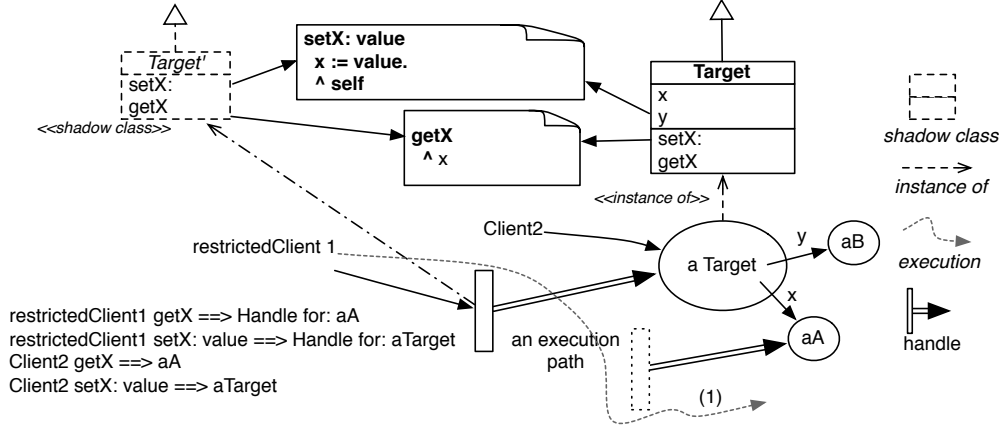 setX: value
x := value.
^ self
Target'
setX:
getX
<<shadow class>>
getX
^ x
Target
x
y
setX:
getX
<<instance of>>
shadow class
instance of
execution
handle
restrictedClient 1
Client2
a Target
y
aB
x
aA
an execution
path
(1)
restrictedClient1 getX ==> Handle for: aA
restrictedClient1 setX: value ==> Handle for: aTarget
Client2 getX ==> aA
Client2 setX: value ==> aTarget